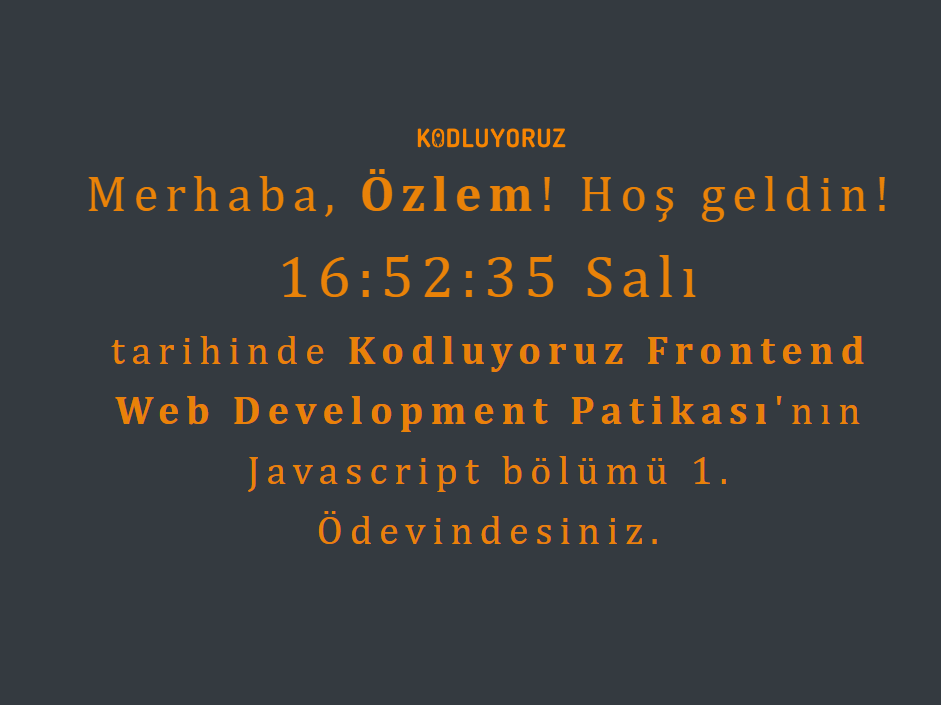 KODLUYORUZ
Merhaba, Özlem! Hoş geldin!
16:52:35 Salı
tarihinde Kodluyoruz Frontend
Web Development Patikası'nın
Javascript bölümü 1.
Ödevindesiniz.